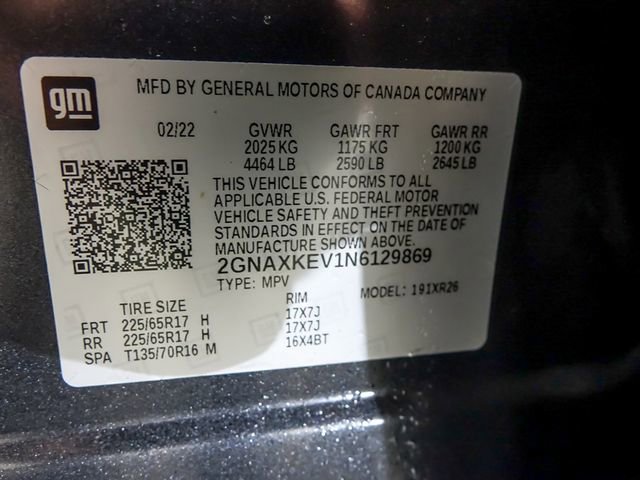 gm
MFD BY GENERAL MOTORS OF CANADA COMPANY
02/22 GVWR GAWR FRT GAWR RR
2025 KG 1175 KG 1200 KG
4464 LB 2590 LB 2645 LB
THIS VEHICLE CONFORMS TO ALL
APPLICABLE U.S. FEDERAL MOTOR
VEHICLE SAFETY AND THEFT PREVENTION
STANDARDS IN EFFECT ON THE DATE OF
MANUFACTURE SHOWN ABOVE.
2GNAXKEV1N6129869
TYPE: MPV MODEL: 191XR26
TIRE SIZE RIM
FRT 225/65R17 H 17X7J
RR 225/65R17 H 17X7J
SPA T135/70R16 M 16X4BT